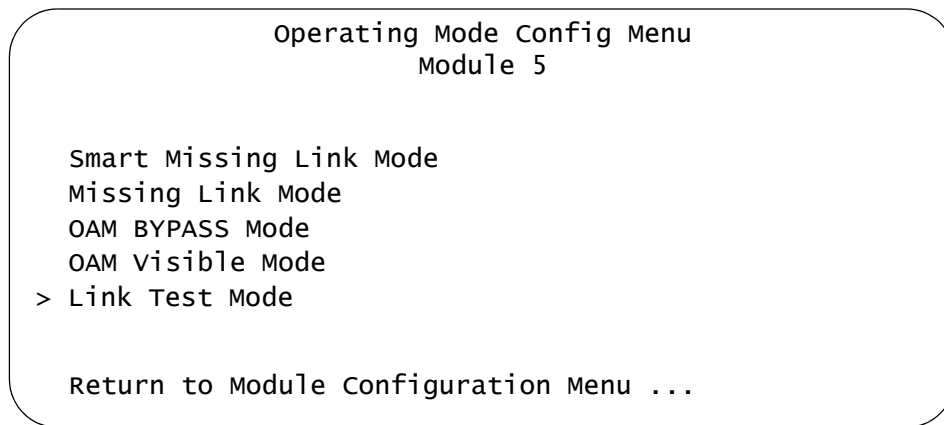 Operating Mode Config Menu
Module 5
Smart Missing Link Mode
Missing Link Mode
OAM BYPASS Mode
OAM Visible Mode
> Link Test Mode
Return to Module Configuration Menu ...